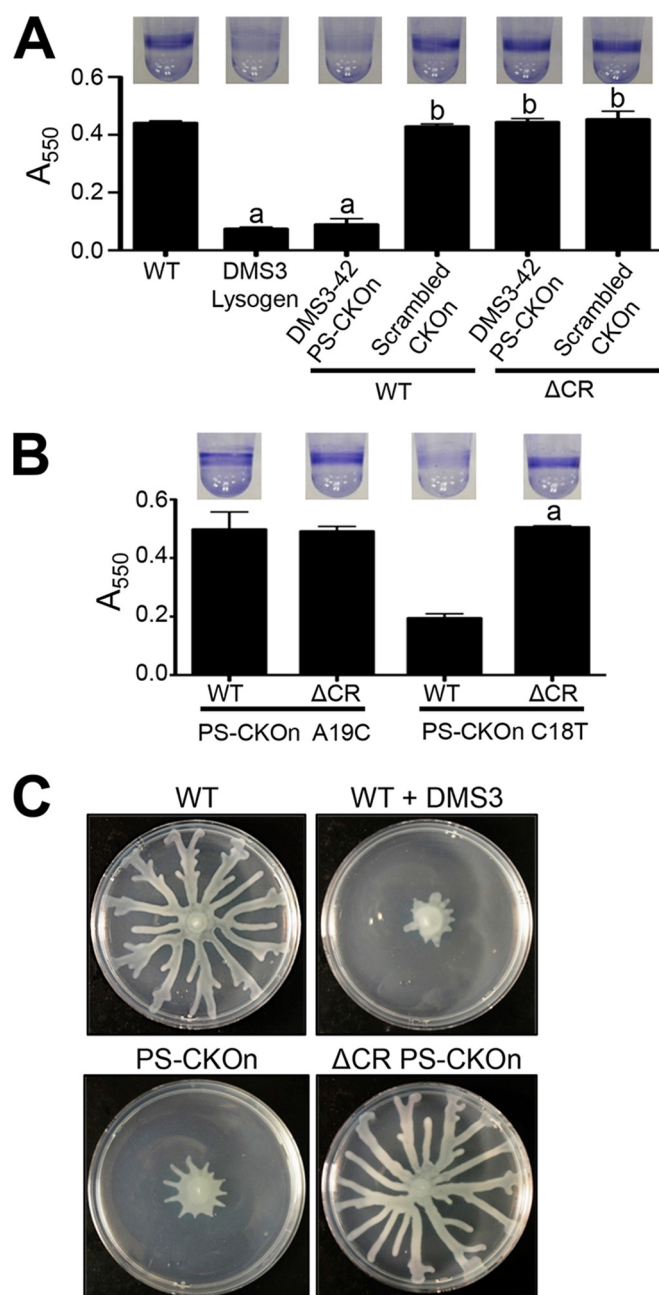 A
0.6
0.4
0.2
0.0
A550
a
a
b
b
b
WT
DMS3
Lysogen
DMS3-42
PS-CKOn
Scrambled
CKOn
DMS3-42
PS-CKOn
Scrambled
CKOn
WT
ΔCR
B
0.6
0.4
0.2
0.0
A550
a
WT
ΔCR
WT
ΔCR
PS-CKOn A19C
PS-CKOn C18T
C
WT
WT + DMS3
PS-CKOn
ΔCR PS-CKOn